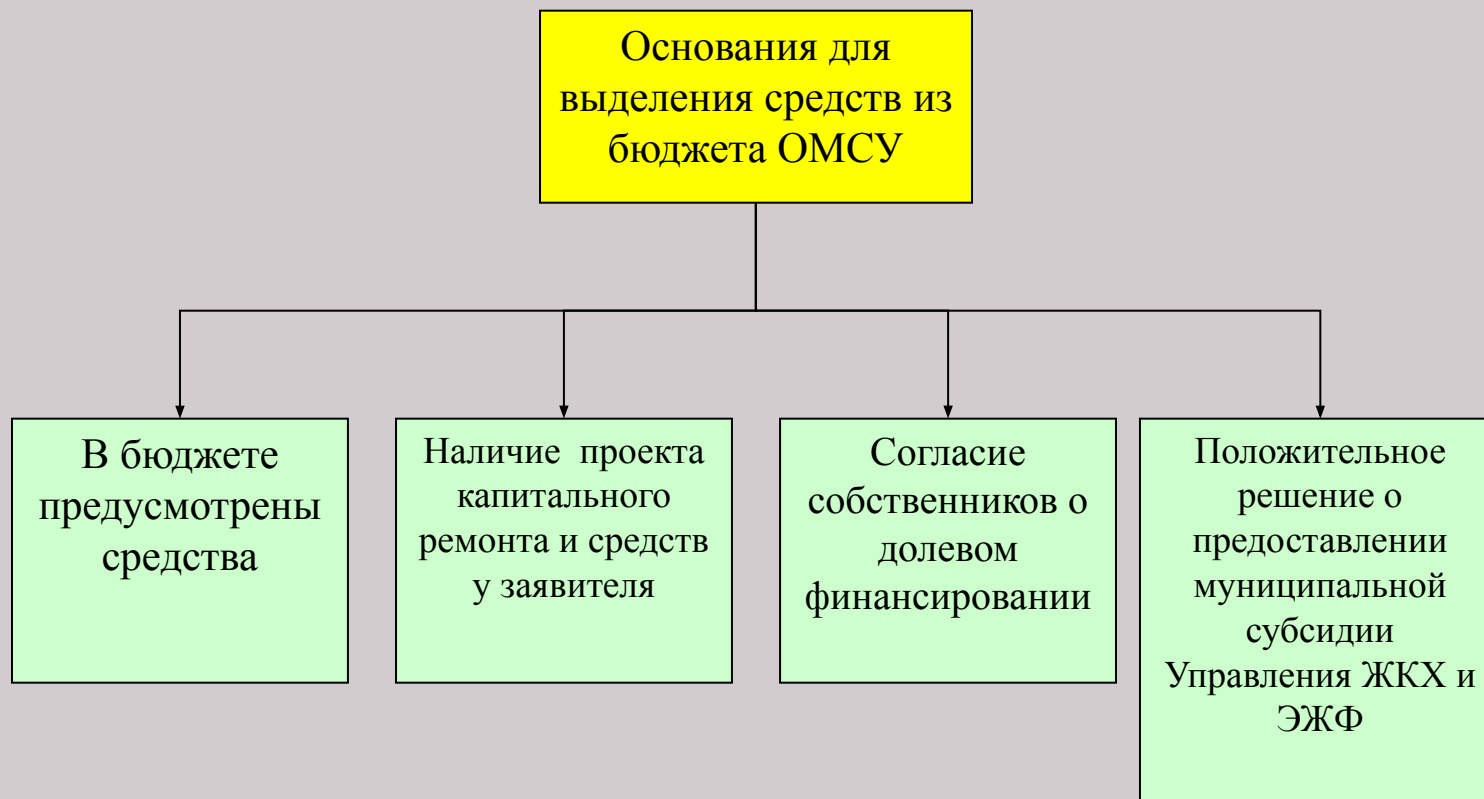 Основания для
выделения средств из
бюджета ОМСУ
В бюджете
предусмотрены
средства
Наличие проекта
капитального
ремонта и средств
у заявителя
Согласие
собственников о
долевом
финансировании
Положительное
решение о
предоставлении
муниципальной
субсидии
Управления ЖКХ и
ЭЖФ